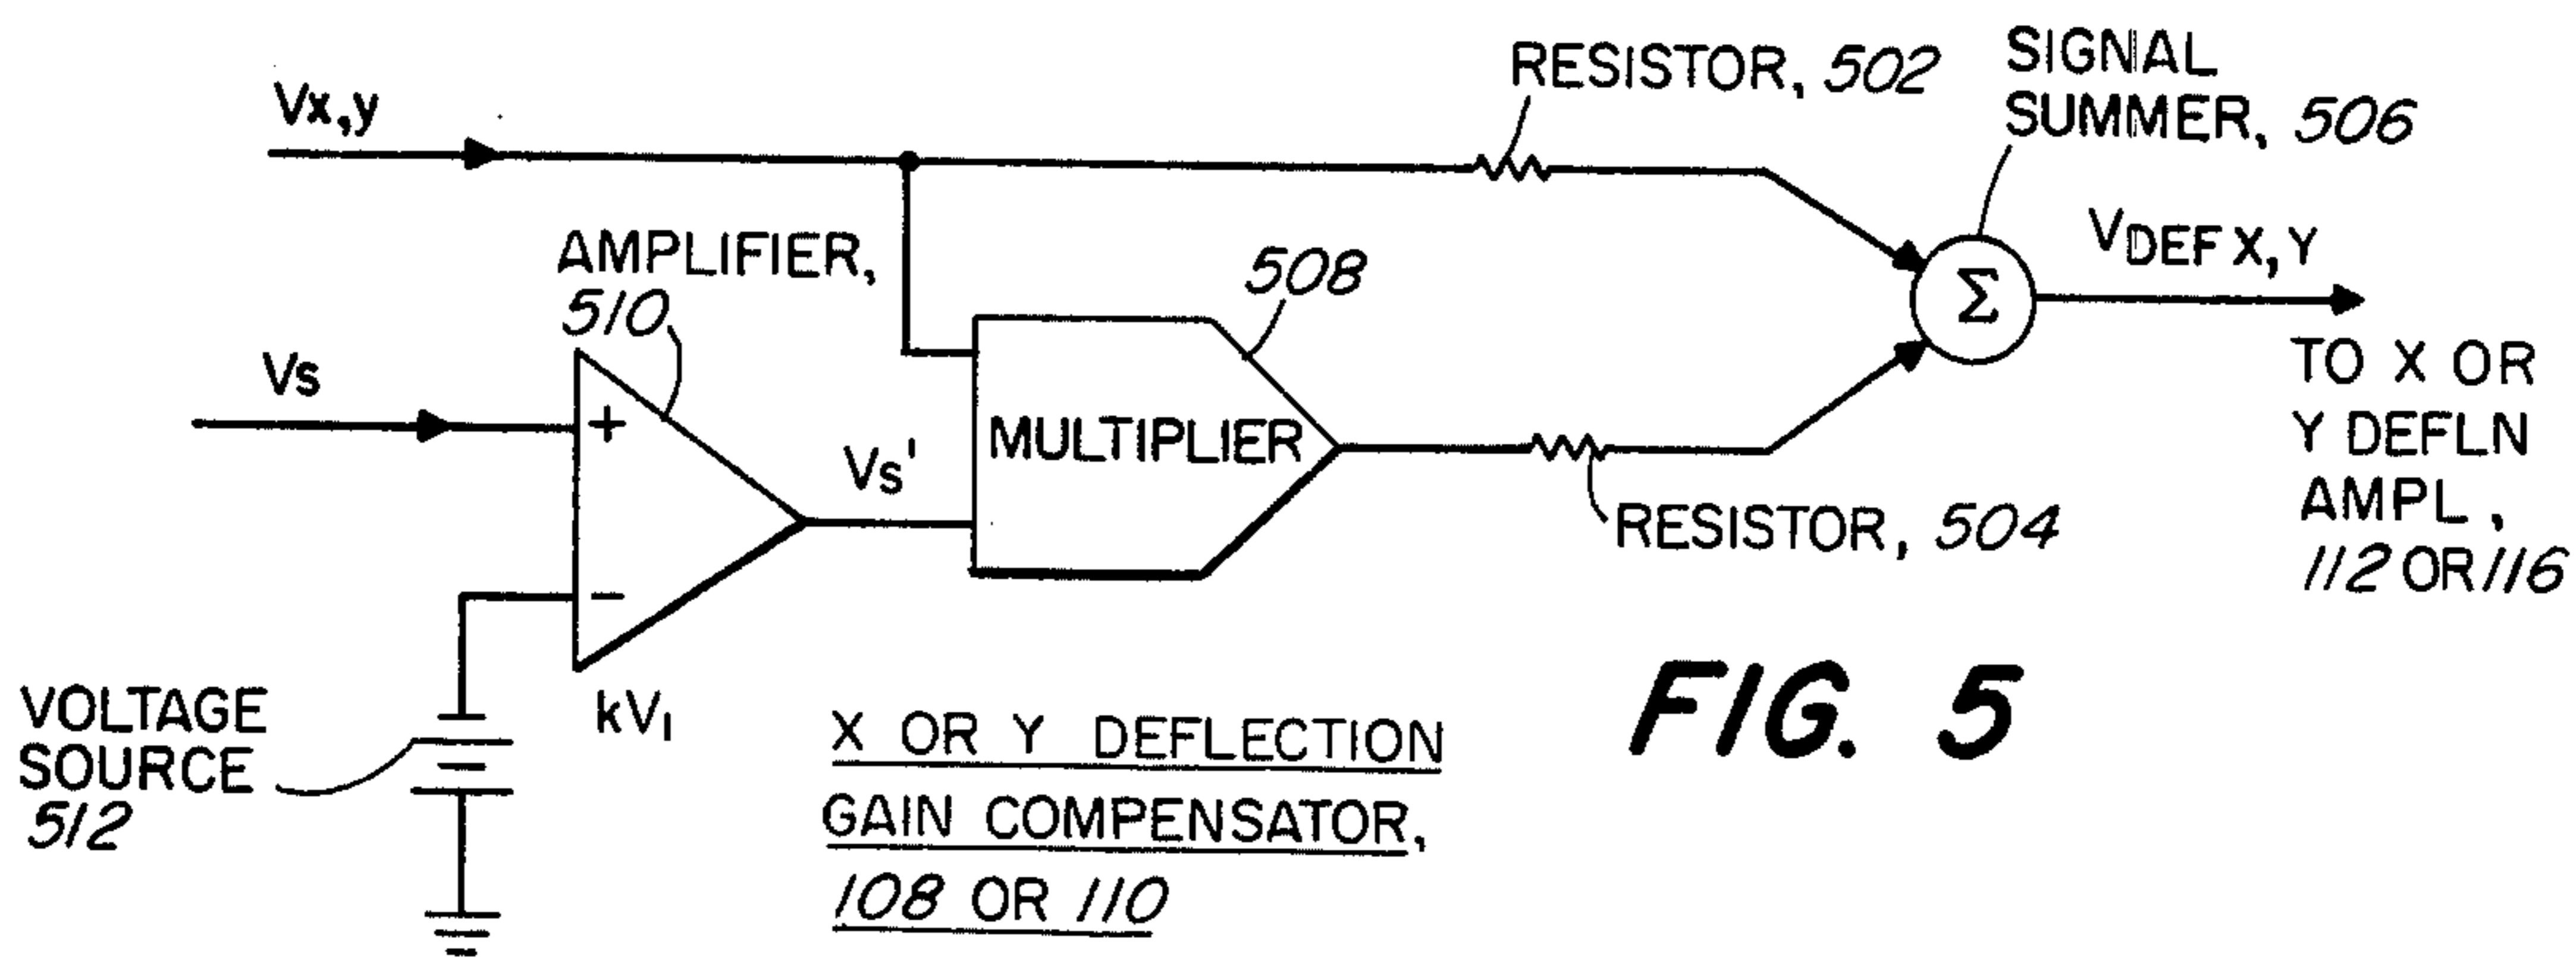 Vx,y
RESISTOR, 502
SIGNAL
SUMMER, 506
AMPLIFIER,
510
508
Σ
VDEF X, Y
Vs
+
Vs'
MULTIPLIER
TO X OR
Y DEFLN
AMPL,
112 OR 116
RESISTOR, 504
−
VOLTAGE
SOURCE
512
kV1
X OR Y DEFLECTION
GAIN COMPENSATOR,
108 OR 110
FIG. 5